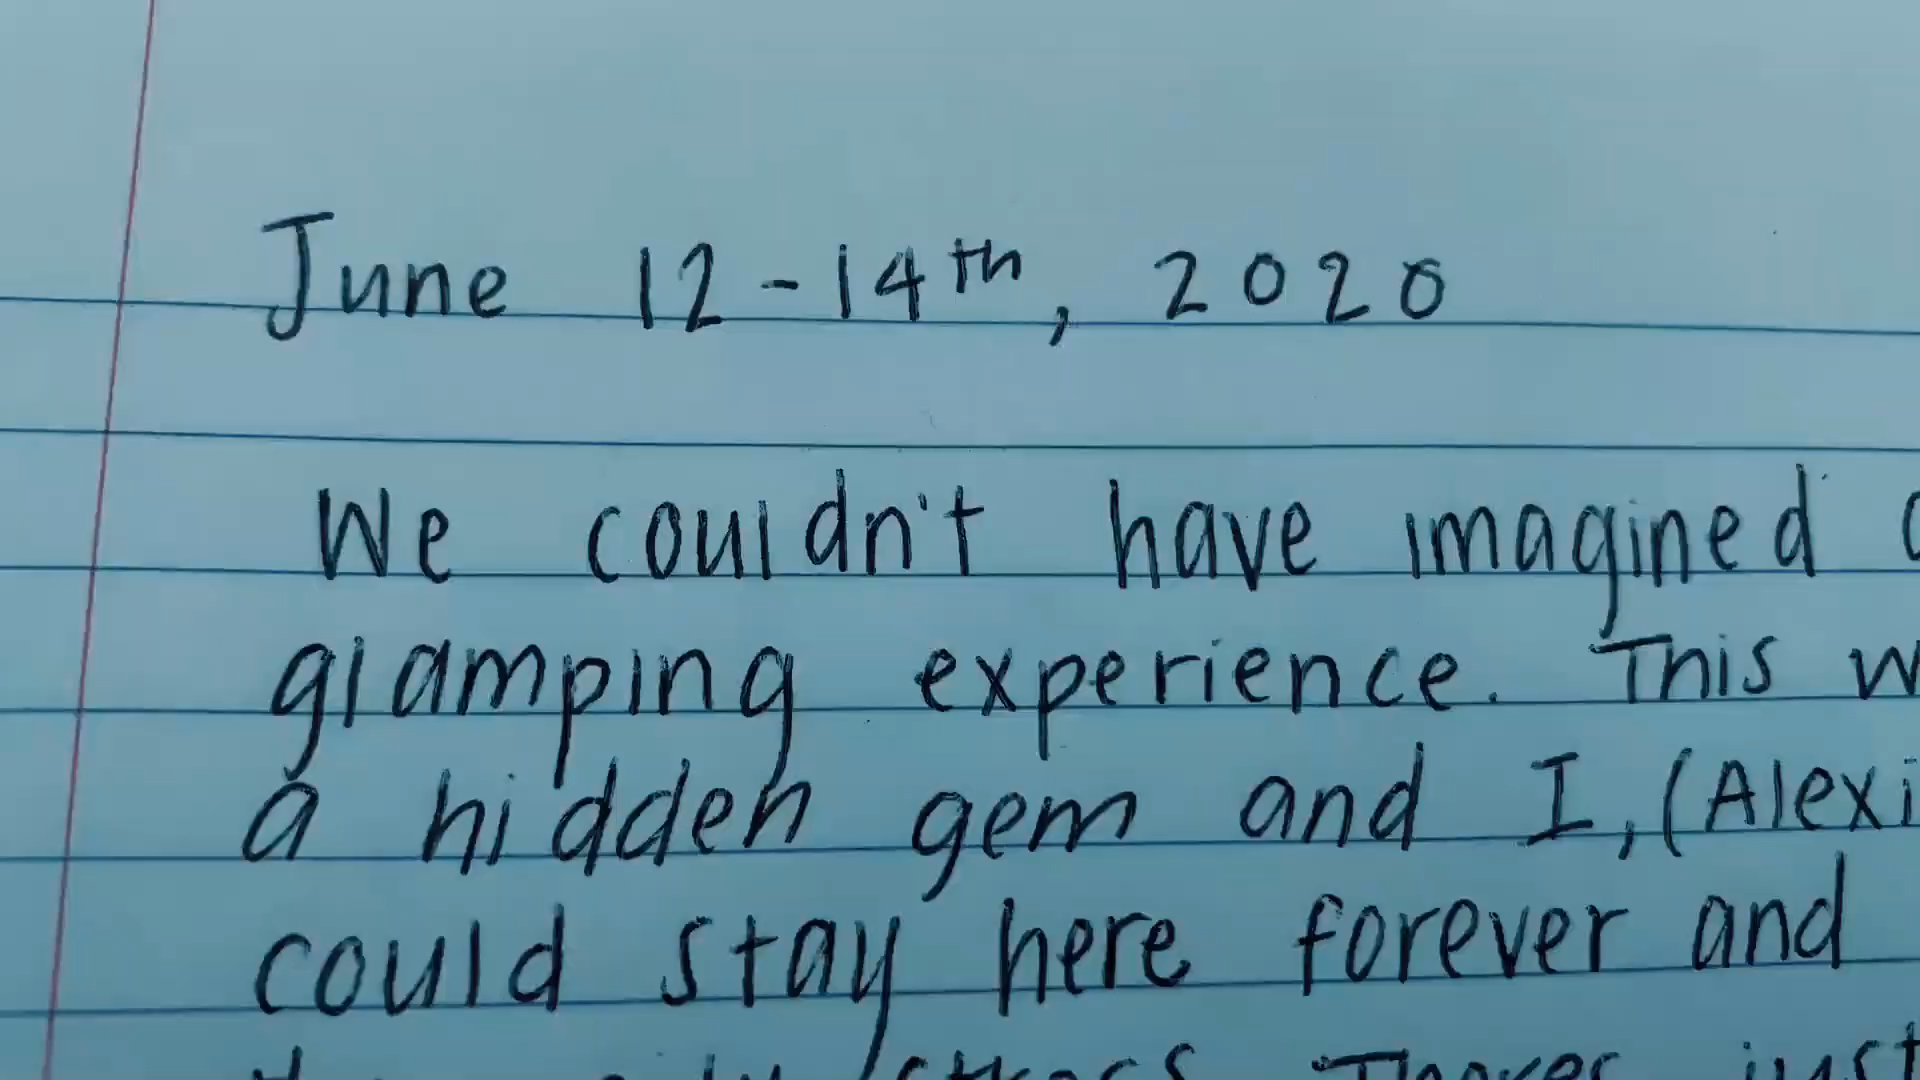 June 12-14th, 2020
We couldn't have imagined
glamping experience. This
a hidden gem and I, (Alexi
could stay here forever and